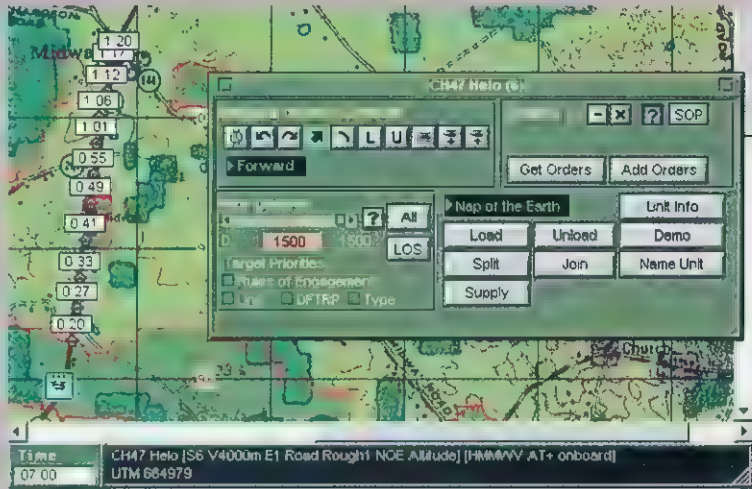 1 20
1 17
1 12
1 06
1 01
0 55
0 49
0 41
0 33
0 27
0 20
CH47 Helo (6)
L U
Forward
? SOP
Get Orders Add Orders
? All
1500 1500
LOS
Target Priorities
Rules of Engagement
DFTRP Type
Nap of the Earth Unit Info
Load Unload Demo
Split Join Name Unit
Supply
Church
Time
07 00
CH47 Helo [S6 V4000m E1 Road Rough1 NOE Altitude] [HMMWV AT+ onboard]
UTM 664979